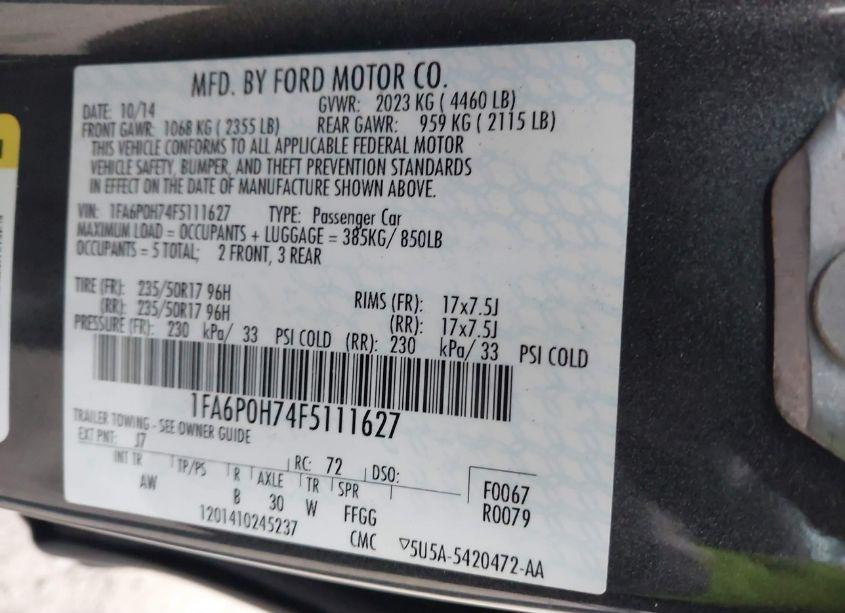 MFD. BY FORD MOTOR CO.
DATE: 10/14 GVWR: 2023 KG ( 4460 LB)
FRONT GAWR: 1068 KG ( 2355 LB) REAR GAWR: 959 KG ( 2115 LB)
THIS VEHICLE CONFORMS TO ALL APPLICABLE FEDERAL MOTOR
VEHICLE SAFETY, BUMPER, AND THEFT PREVENTION STANDARDS
IN EFFECT ON THE DATE OF MANUFACTURE SHOWN ABOVE.
VIN: 1FA6P0H74F5111627 TYPE: Passenger Car
MAXIMUM LOAD = OCCUPANTS + LUGGAGE = 385KG/ 850LB
OCCUPANTS = 5 TOTAL; 2 FRONT, 3 REAR
TIRE (FR): 235/50R17 96H RIMS (FR): 17x7.5J
(RR): 235/50R17 96H (RR): 17x7.5J
PRESSURE (FR): 230 kPa/ 33 PSI COLD (RR): 230 kPa/ 33 PSI COLD
1FA6P0H74F5111627
TRAILER TOWING - SEE OWNER GUIDE
EXT PNT: J7 RC: 72 DSO: F0067
INT TR TP/PS R AXLE TR SPR R0079
AW B 30 W FFGG
1201410245237 CMC ▽5U5A-5420472-AA